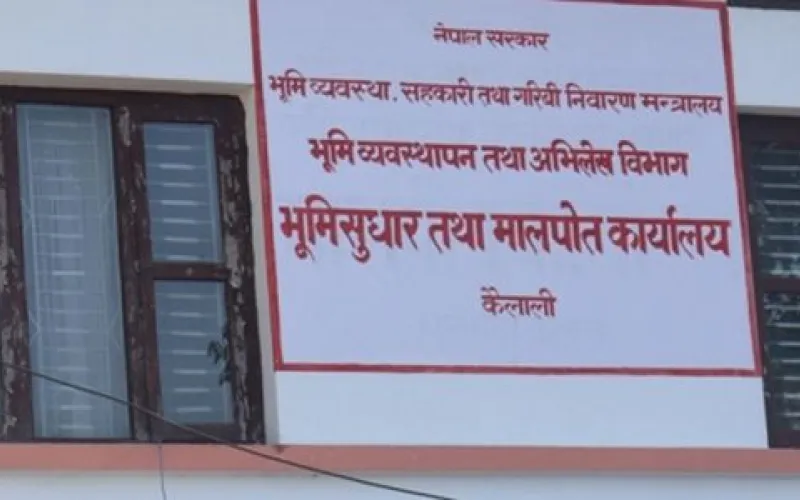 नेपाल सरकार
भूमि व्यवस्था, सहकारी तथा गरिबी निवारण मन्त्रालय
भूमि व्यवस्थापन तथा अभिलेख विभाग
भूमिसुधार तथा मालपोत कार्यालय
कैलाली